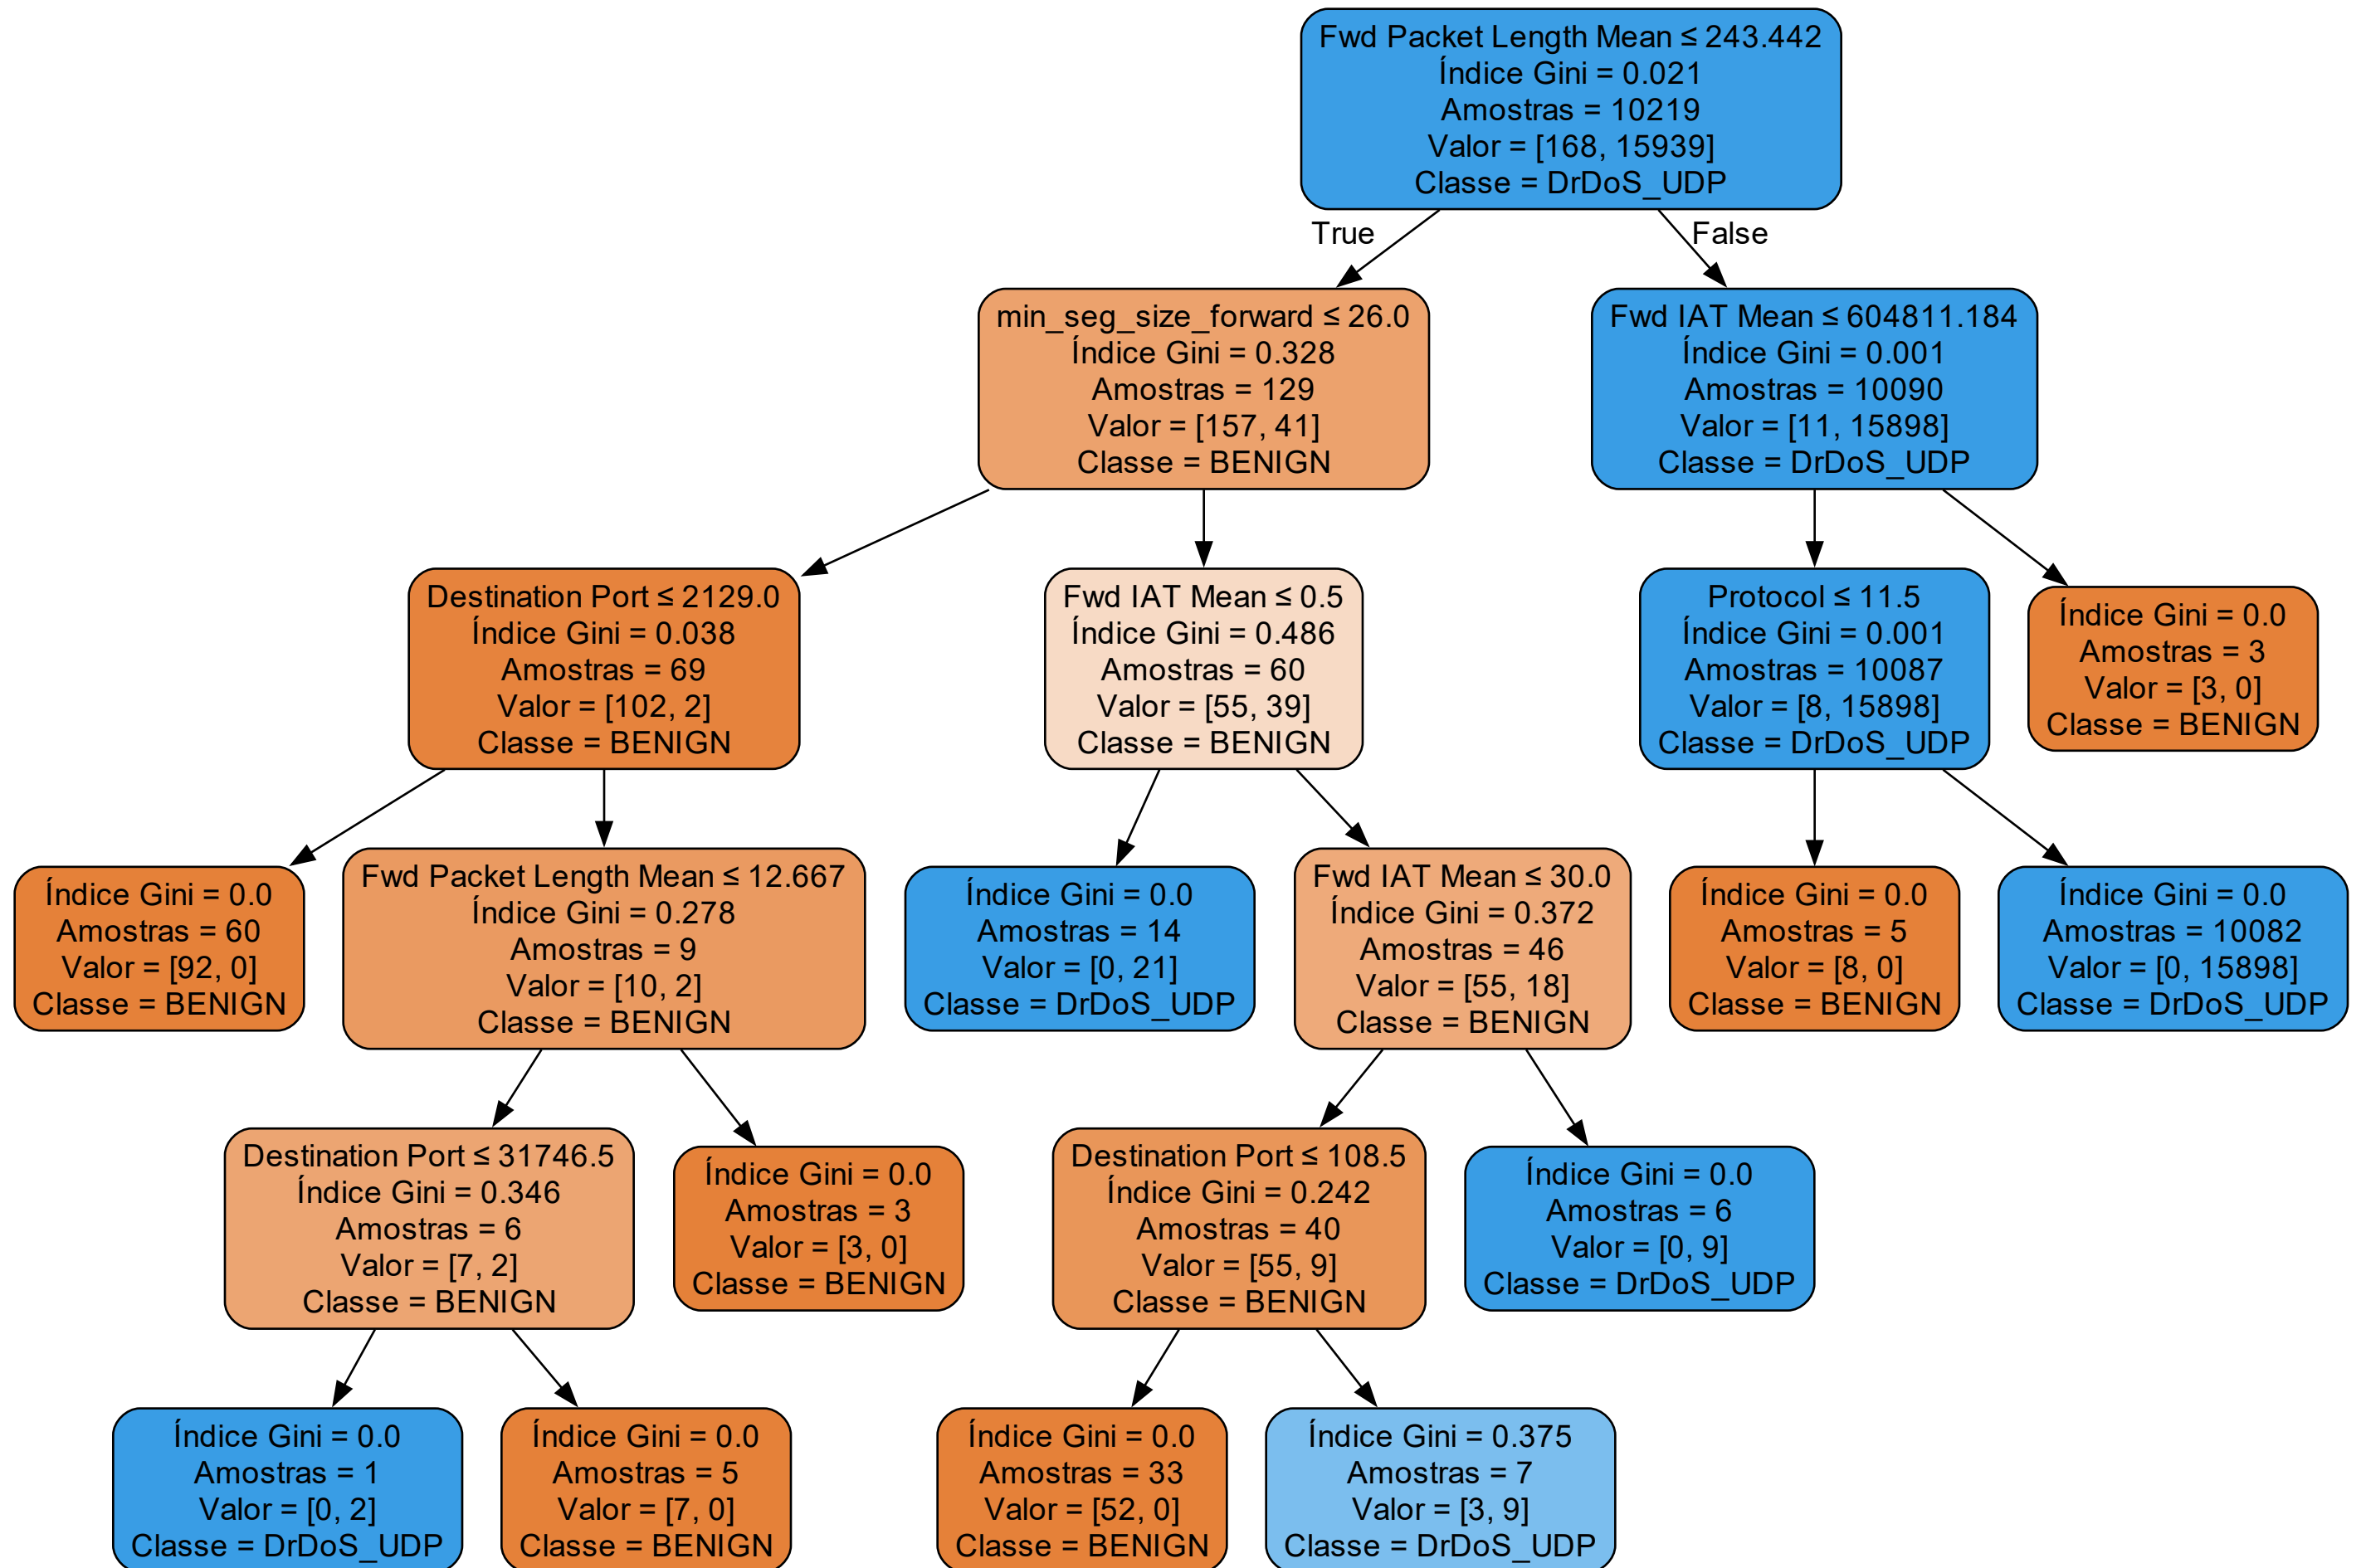 Fwd Packet Length Mean ≤ 243.442
Índice Gini = 0.021
Amostras = 10219
Valor = [168, 15939]
Classe = DrDoS_UDP
True
False
min_seg_size_forward ≤ 26.0
Índice Gini = 0.328
Amostras = 129
Valor = [157, 41]
Classe = BENIGN
Fwd IAT Mean ≤ 604811.184
Índice Gini = 0.001
Amostras = 10090
Valor = [11, 15898]
Classe = DrDoS_UDP
Destination Port ≤ 2129.0
Índice Gini = 0.038
Amostras = 69
Valor = [102, 2]
Classe = BENIGN
Fwd IAT Mean ≤ 0.5
Índice Gini = 0.486
Amostras = 60
Valor = [55, 39]
Classe = BENIGN
Protocol ≤ 11.5
Índice Gini = 0.001
Amostras = 10087
Valor = [8, 15898]
Classe = DrDoS_UDP
Índice Gini = 0.0
Amostras = 3
Valor = [3, 0]
Classe = BENIGN
Índice Gini = 0.0
Amostras = 60
Valor = [92, 0]
Classe = BENIGN
Fwd Packet Length Mean ≤ 12.667
Índice Gini = 0.278
Amostras = 9
Valor = [10, 2]
Classe = BENIGN
Índice Gini = 0.0
Amostras = 14
Valor = [0, 21]
Classe = DrDoS_UDP
Fwd IAT Mean ≤ 30.0
Índice Gini = 0.372
Amostras = 46
Valor = [55, 18]
Classe = BENIGN
Índice Gini = 0.0
Amostras = 5
Valor = [8, 0]
Classe = BENIGN
Índice Gini = 0.0
Amostras = 10082
Valor = [0, 15898]
Classe = DrDoS_UDP
Destination Port ≤ 31746.5
Índice Gini = 0.346
Amostras = 6
Valor = [7, 2]
Classe = BENIGN
Índice Gini = 0.0
Amostras = 3
Valor = [3, 0]
Classe = BENIGN
Destination Port ≤ 108.5
Índice Gini = 0.242
Amostras = 40
Valor = [55, 9]
Classe = BENIGN
Índice Gini = 0.0
Amostras = 6
Valor = [0, 9]
Classe = DrDoS_UDP
Índice Gini = 0.0
Amostras = 1
Valor = [0, 2]
Classe = DrDoS_UDP
Índice Gini = 0.0
Amostras = 5
Valor = [7, 0]
Classe = BENIGN
Índice Gini = 0.0
Amostras = 33
Valor = [52, 0]
Classe = BENIGN
Índice Gini = 0.375
Amostras = 7
Valor = [3, 9]
Classe = DrDoS_UDP